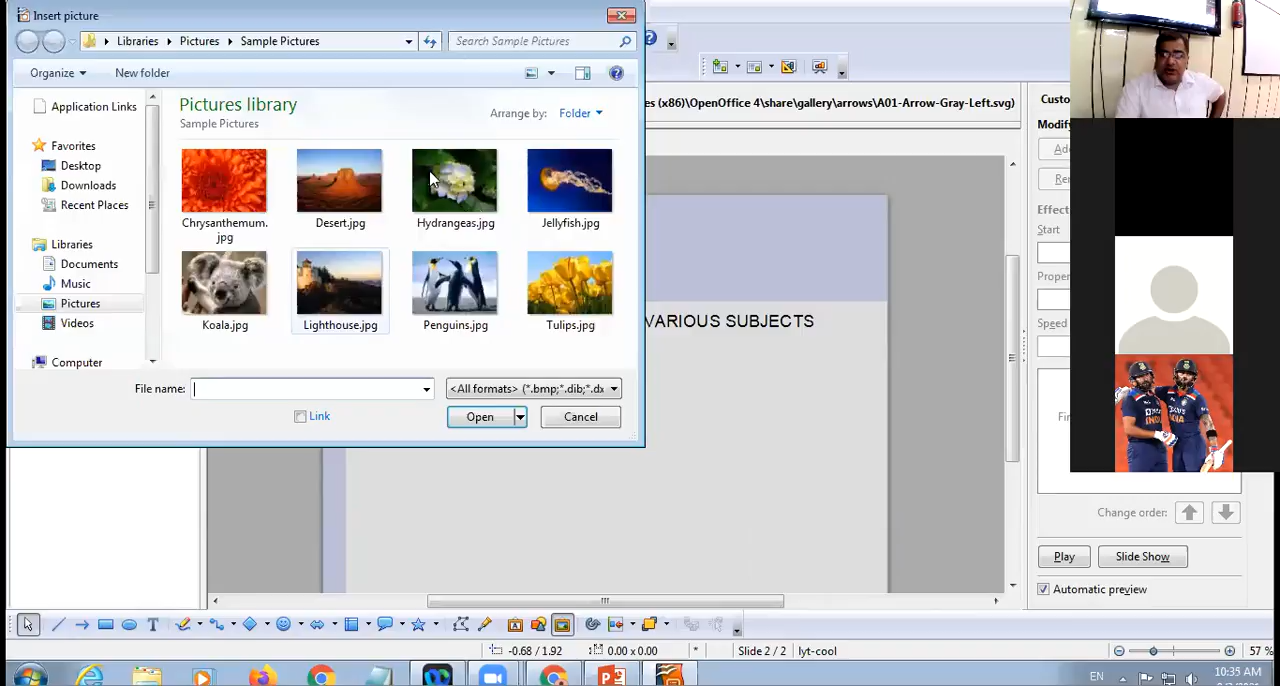 Insert picture
Libraries Pictures Sample Pictures
Search Sample Pictures
Organize New folder
Application Links
Favorites
Desktop
Downloads
Recent Places
Libraries
Documents
Music
Pictures
Videos
Computer
Pictures library
Sample Pictures
Arrange by: Folder
Chrysanthemum.
jpg
Desert.jpg
Hydrangeas.jpg
Jellyfish.jpg
Koala.jpg
Lighthouse.jpg
Penguins.jpg
Tulips.jpg
File name:
<All formats> (*.bmp;*.dib;*.dx
Link
Open
Cancel
(x86)\OpenOffice 4\share\gallery\arrows\A01-Arrow-Gray-Left.svg)
VARIOUS SUBJECTS
Modify
Effect
Start
Speed
Change order:
Play
Slide Show
Automatic preview
INDIA
-0.68 / 1.92
0.00 x 0.00
*
Slide 2 / 2
lyt-cool
57 %
EN
10:35 AM